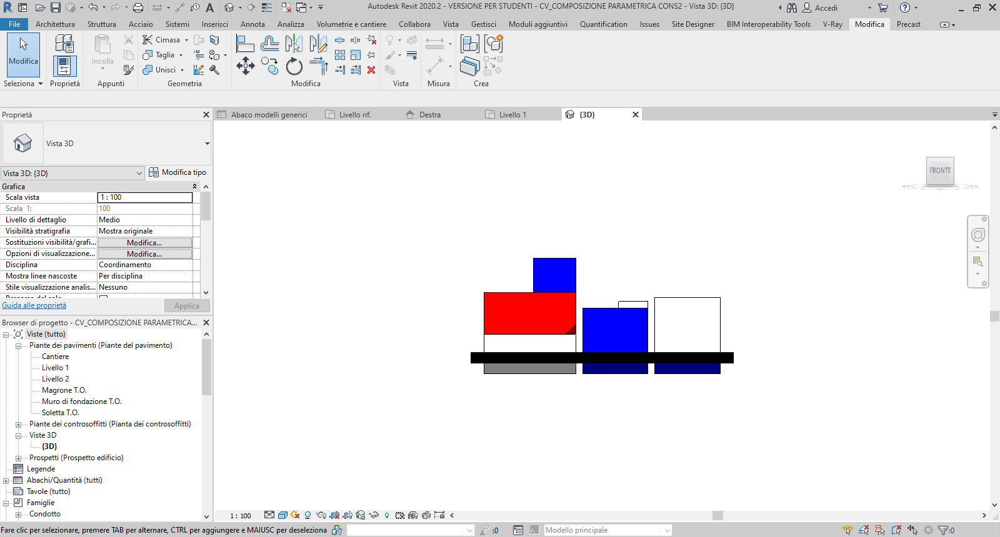 Autodesk Revit 2020.2 - VERSIONE PER STUDENTI - CV_COMPOSIZIONE PARAMETRICA CONS2 - Vista 3D: {3D}
Accedi
File Architettura Struttura Acciaio Sistemi Inserisci Annota Analizza Volumetrie e cantiere Collabora Vista Gestisci Moduli aggiuntivi Quantification Issues Site Designer BIM Interoperability Tools V-Ray Modifica Precast
Modifica
Incolla
Cimasa
Taglia
Unisci
Seleziona Proprietà Appunti Geometria Modifica Vista Misura Crea
Proprietà
Abaco modelli generici Livello rif. Destra Livello 1 {3D}
Vista 3D
Vista 3D: {3D} Modifica tipo
Grafica
Scala vista 1 : 100
Scala 1: 100
Livello di dettaglio Medio
Visibilità stratigrafia Mostra originale
Sostituzioni visibilità/grafi... Modifica...
Opzioni di visualizzazione... Modifica...
Disciplina Coordinamento
Mostra linee nascoste Per disciplina
Stile visualizzazione analis... Nessuno
Guida alle proprietà Applica
Browser di progetto - CV_COMPOSIZIONE PARAMETRICA...
Viste (tutto)
Piante dei pavimenti (Piante del pavimento)
Cantiere
Livello 1
Livello 2
Magrone T.O.
Muro di fondazione T.O.
Soletta T.O.
Piante dei controsoffitti (Pianta dei controsoffitti)
Viste 3D
{3D}
Prospetti (Prospetto edificio)
Legende
Abachi/Quantità (tutti)
Tavole (tutto)
Famiglie
Condotto
FRONTE
1 : 100
Fare clic per selezionare, premere TAB per alternare, CTRL per aggiungere e MAIUSC per deseleziona
:0
Modello principale
:0